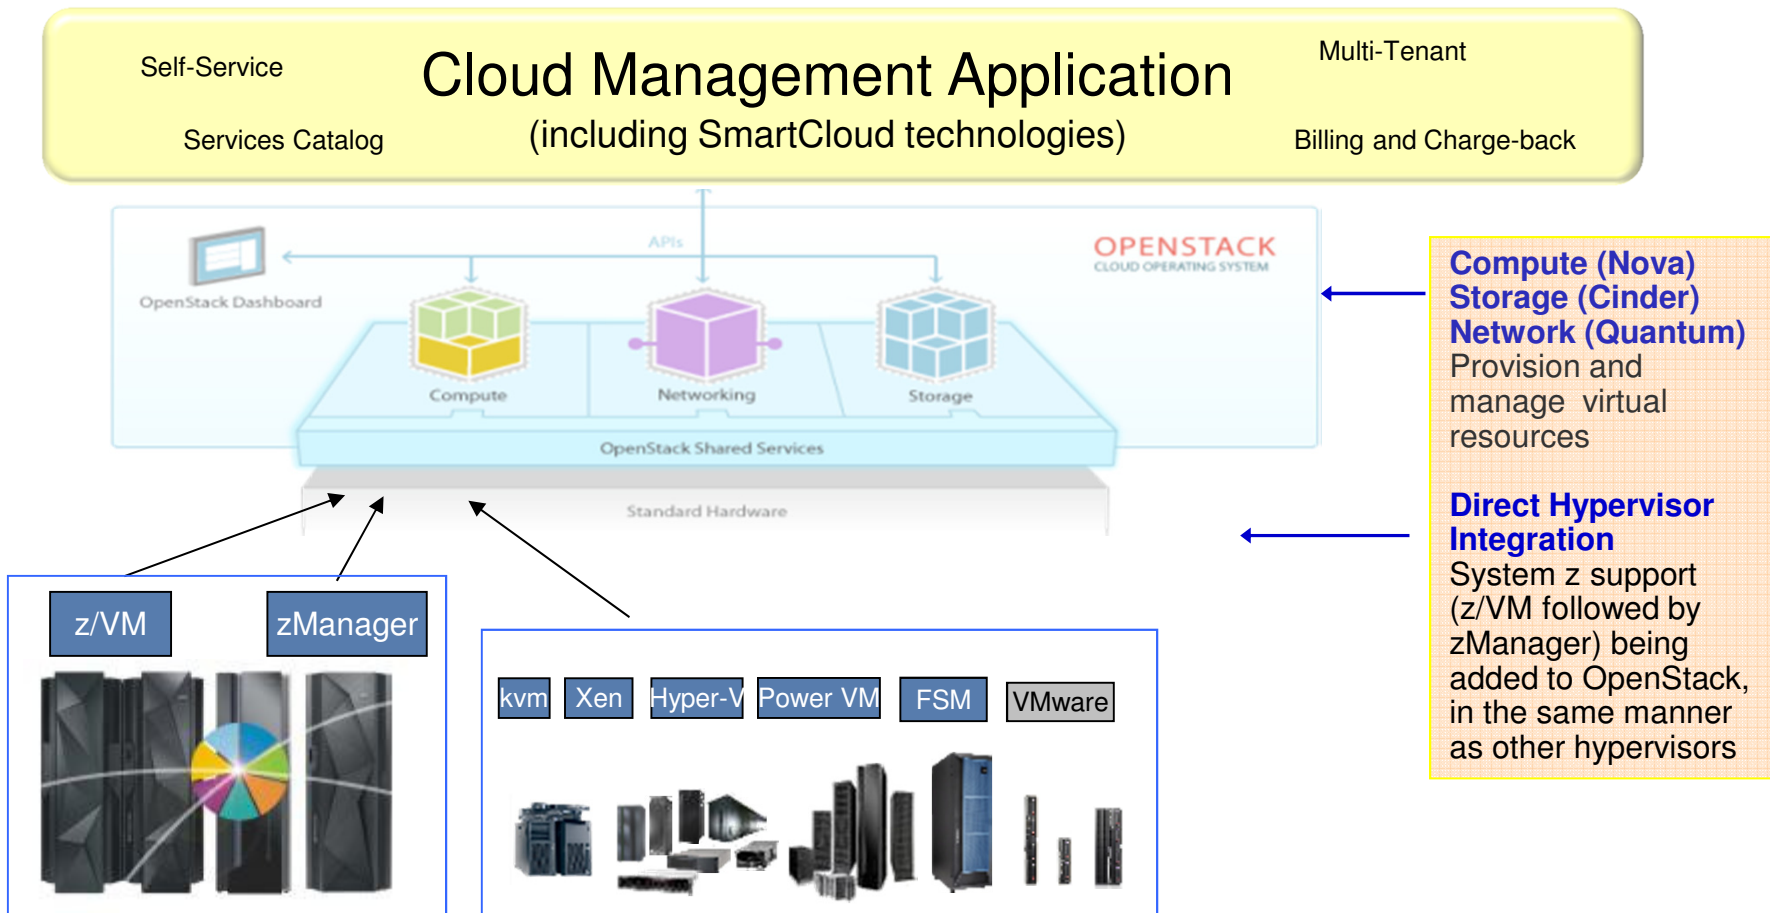 Self-Service
Cloud Management Application
Multi-Tenant
Services Catalog
(including SmartCloud technologies)
Billing and Charge-back
APIs
OPENSTACK
CLOUD OPERATING SYSTEM
OpenStack Dashboard
Compute
Networking
Storage
OpenStack Shared Services
Standard Hardware
Compute (Nova)
Storage (Cinder)
Network (Quantum)
Provision and
manage virtual
resources
Direct Hypervisor
Integration
System z support
(z/VM followed by
zManager) being
added to OpenStack,
in the same manner
as other hypervisors
z/VM
zManager
kvm
Xen
Hyper-V
Power VM
FSM
VMware